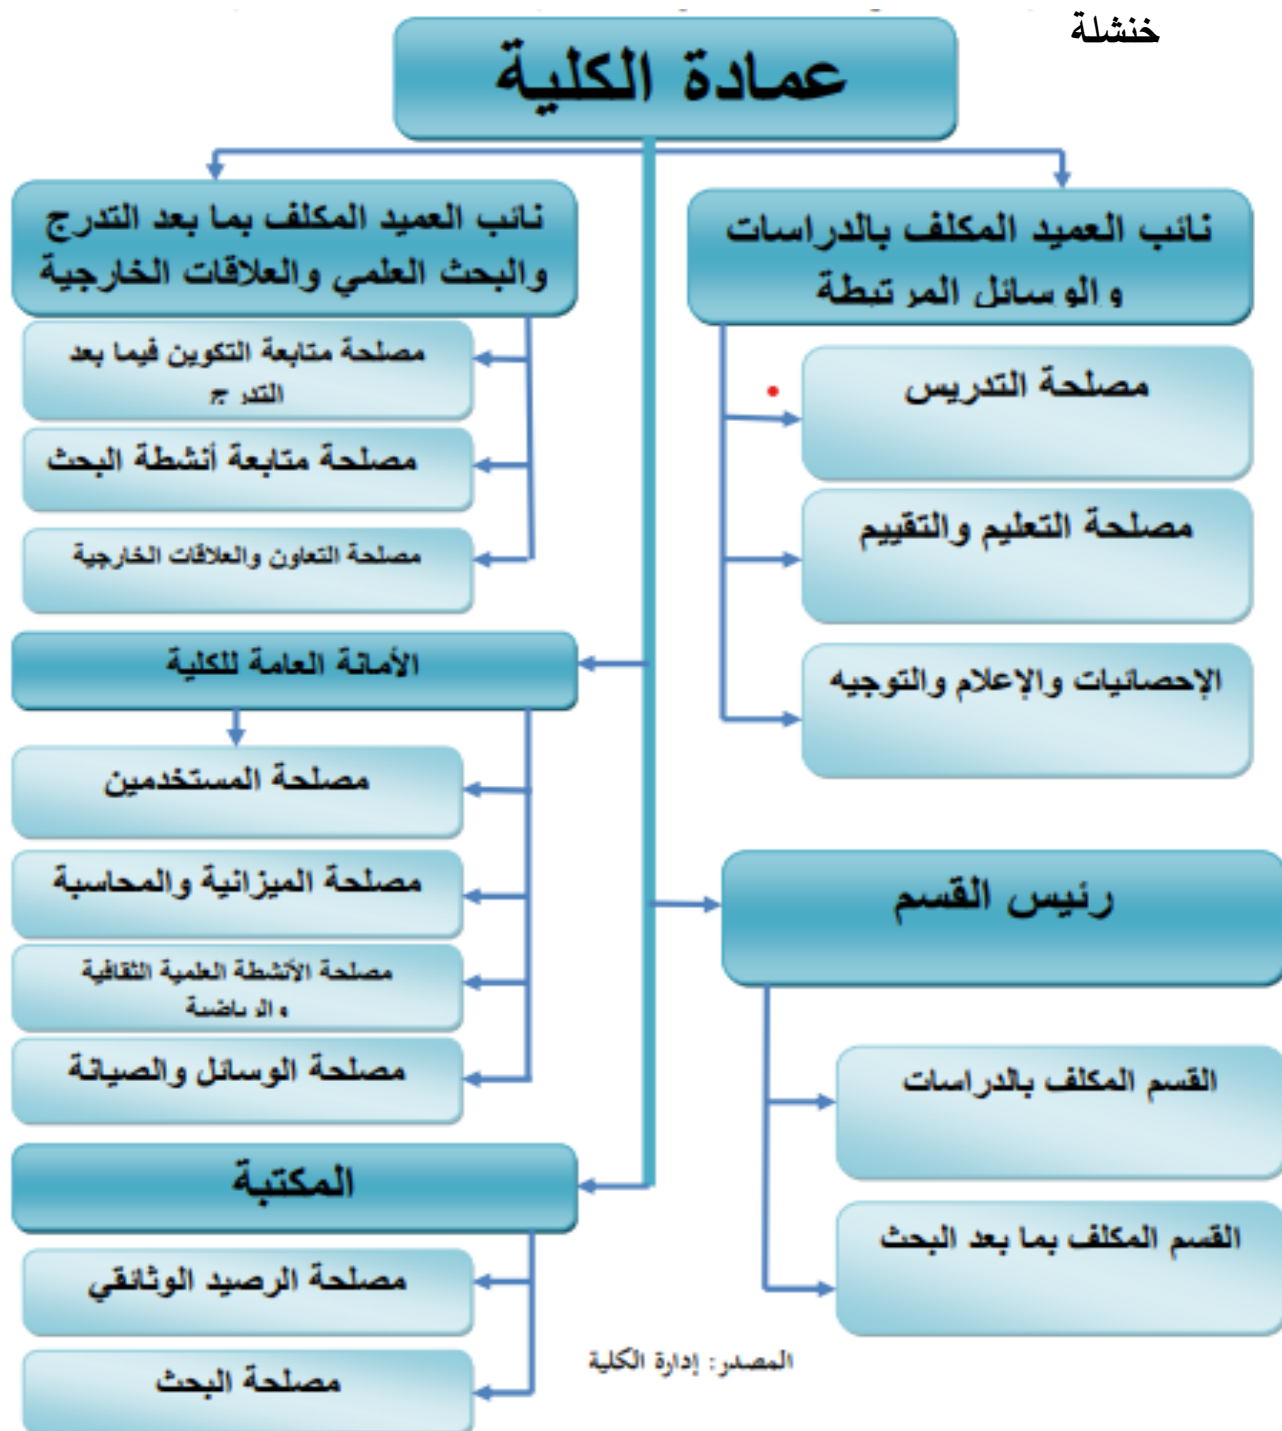 خنشلة
عمادة الكلية
نائب العميد المكلف بالدراسات
والوسائل المرتبطة
مصلحة التدريس
مصلحة التعليم والتقييم
الإحصائيات والإعلام والتوجيه
رئيس القسم
القسم المكلف بالدراسات
القسم المكلف بما بعد البحث
نائب العميد المكلف بما بعد التدرج
والبحث العلمي والعلاقات الخارجية
مصلحة متابعة التكوين فيما بعد
التدرج
مصلحة متابعة أنشطة البحث
مصلحة التعاون والعلاقات الخارجية
الأمانة العامة للكلية
مصلحة المستخدمين
مصلحة الميزانية والمحاسبة
مصلحة الأنشطة العلمية الثقافية
والرياضية
مصلحة الوسائل والصيانة
المكتبة
مصلحة الرصيد الوثائقي
مصلحة البحث
المصدر: إدارة الكلية